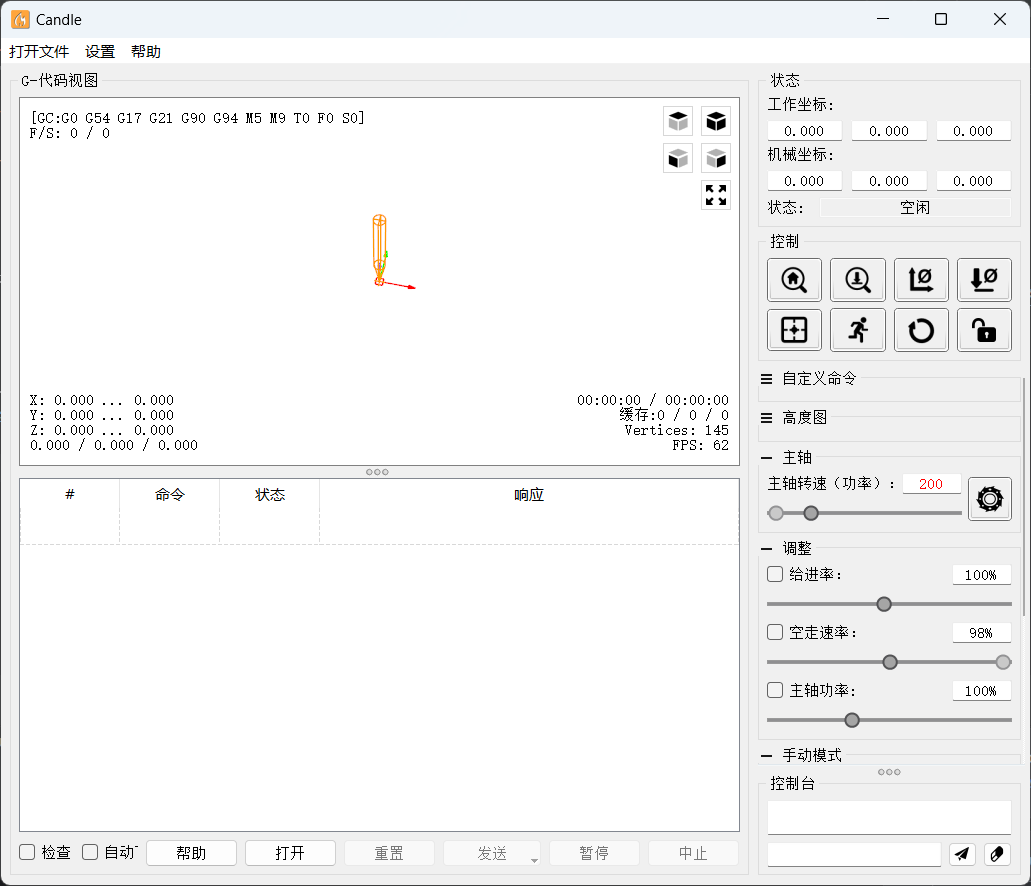 Candle
打开文件 设置 帮助
G-代码视图
[GC:G0 G54 G17 G21 G90 G94 M5 M9 T0 F0 S0]
F/S: 0 / 0
X: 0.000 ... 0.000
Y: 0.000 ... 0.000
Z: 0.000 ... 0.000
0.000 / 0.000 / 0.000
00:00:00 / 00:00:00
缓存:0 / 0 / 0
Vertices: 145
FPS: 62
# 命令 状态 响应
检查 自动 帮助 打开 重置 发送 暂停 中止
状态
工作坐标:
0.000 0.000 0.000
机械坐标:
0.000 0.000 0.000
状态: 空闲
控制
自定义命令
高度图
主轴
主轴转速（功率）: 200
调整
给进率: 100%
空走速率: 98%
主轴功率: 100%
手动模式
控制台